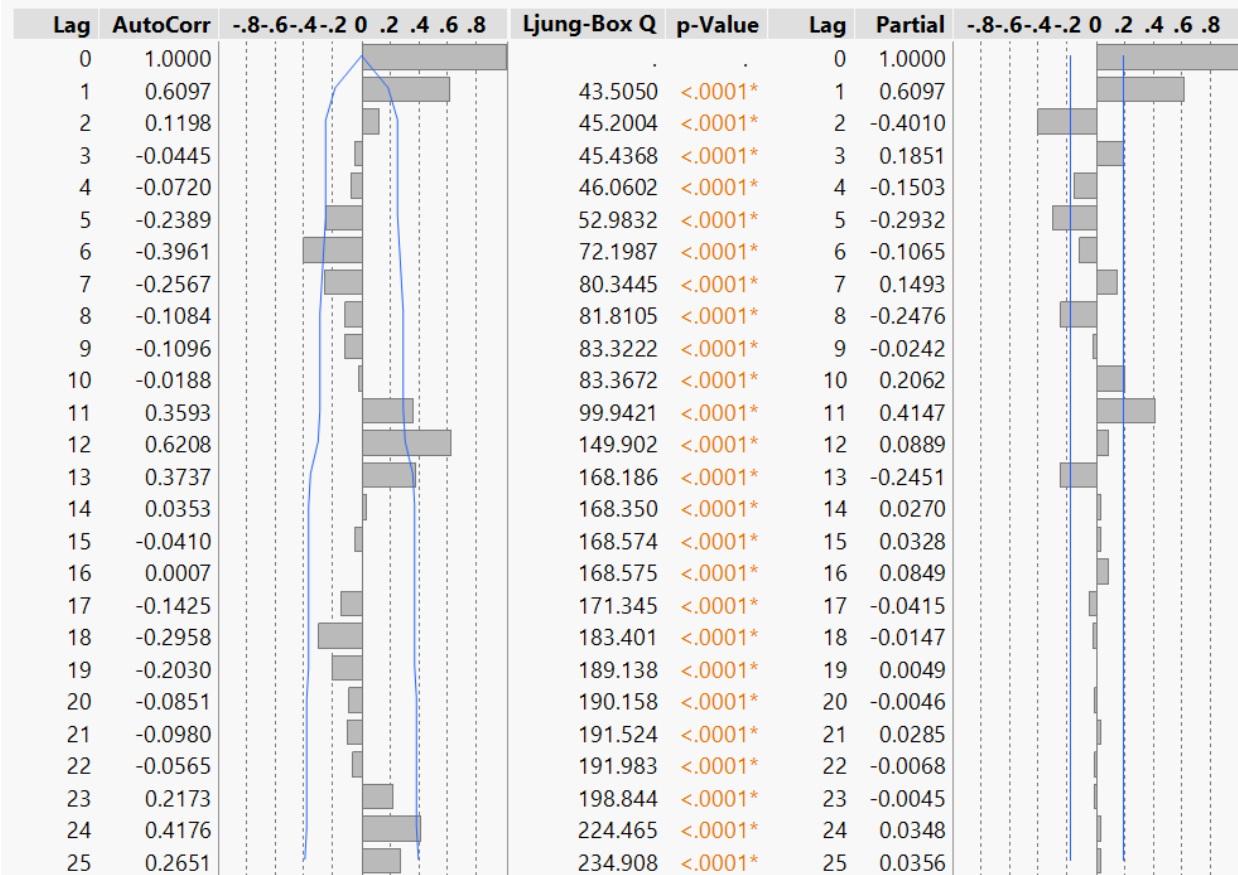 Lag AutoCorr -.8-.6-.4-.2 0 .2 .4 .6 .8 Ljung-Box Q p-Value Lag Partial -.8-.6-.4-.2 0 .2 .4 .6 .8
0 1.0000 . . 0 1.0000
1 0.6097 43.5050 <.0001* 1 0.6097
2 0.1198 45.2004 <.0001* 2 -0.4010
3 -0.0445 45.4368 <.0001* 3 0.1851
4 -0.0720 46.0602 <.0001* 4 -0.1503
5 -0.2389 52.9832 <.0001* 5 -0.2932
6 -0.3961 72.1987 <.0001* 6 -0.1065
7 -0.2567 80.3445 <.0001* 7 0.1493
8 -0.1084 81.8105 <.0001* 8 -0.2476
9 -0.1096 83.3222 <.0001* 9 -0.0242
10 -0.0188 83.3672 <.0001* 10 0.2062
11 0.3593 99.9421 <.0001* 11 0.4147
12 0.6208 149.902 <.0001* 12 0.0889
13 0.3737 168.186 <.0001* 13 -0.2451
14 0.0353 168.350 <.0001* 14 0.0270
15 -0.0410 168.574 <.0001* 15 0.0328
16 0.0007 168.575 <.0001* 16 0.0849
17 -0.1425 171.345 <.0001* 17 -0.0415
18 -0.2958 183.401 <.0001* 18 -0.0147
19 -0.2030 189.138 <.0001* 19 0.0049
20 -0.0851 190.158 <.0001* 20 -0.0046
21 -0.0980 191.524 <.0001* 21 0.0285
22 -0.0565 191.983 <.0001* 22 -0.0068
23 0.2173 198.844 <.0001* 23 -0.0045
24 0.4176 224.465 <.0001* 24 0.0348
25 0.2651 234.908 <.0001* 25 0.0356